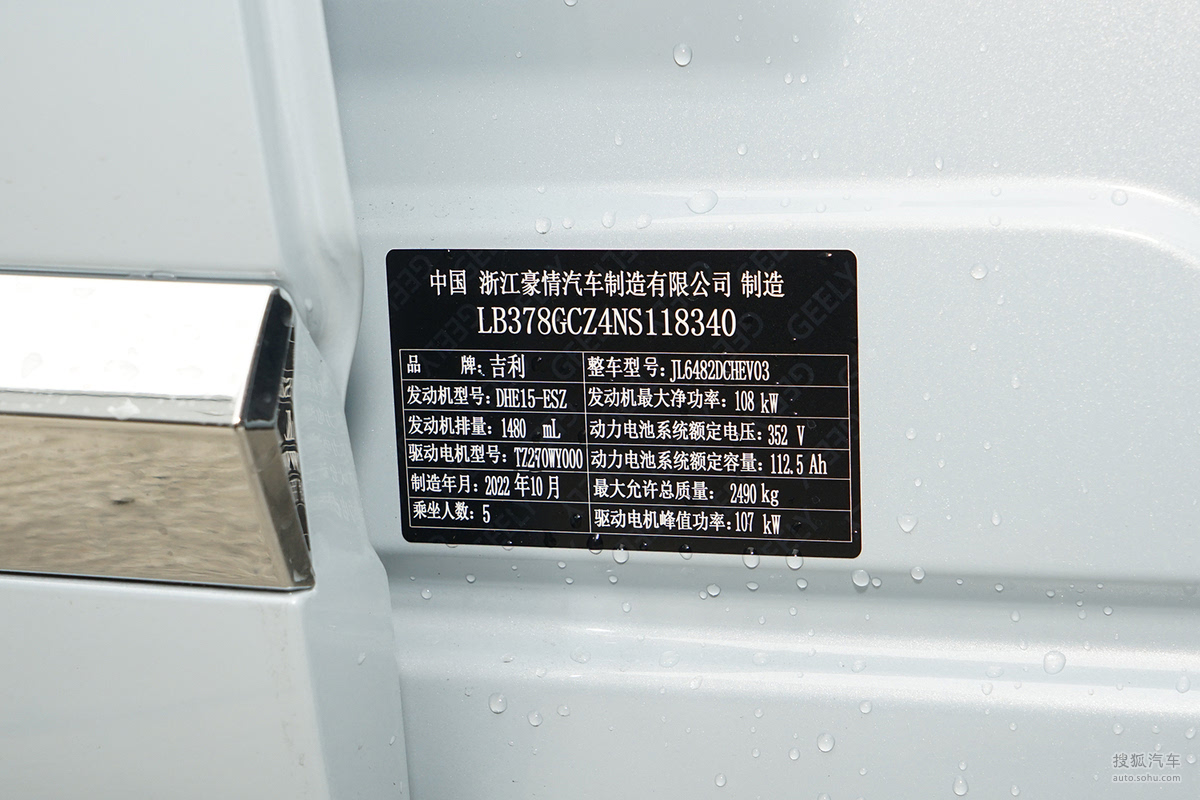 中国 浙江豪情汽车制造有限公司 制造
LB378GCZ4NS118340
品 牌: 吉利 整车型号: JL6482DCHEV03
发动机型号: DHE15-ESZ 发动机最大净功率: 108 kW
发动机排量: 1480 mL 动力电池系统额定电压: 352 V
驱动电机型号: TZ270WY000 动力电池系统额定容量: 112.5 Ah
制造年月: 2022 年10 月 最大允许总质量: 2490 kg
乘坐人数: 5 驱动电机峰值功率: 107 kW
GEELY
搜狐汽车
auto.sohu.com